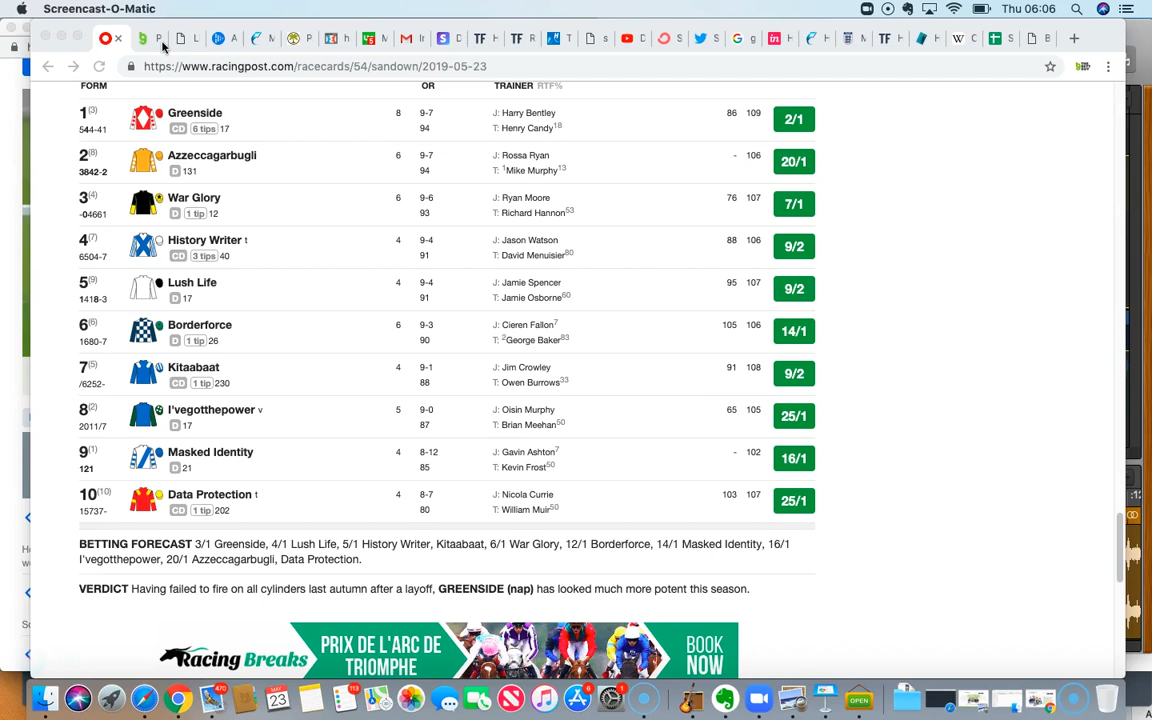 Screencast-O-Matic
Thu 06:06
https://www.racingpost.com/racecards/54/sandown/2019-05-23
FORM OR TRAINER RTF%
1(3) Greenside 8 9-7 J: Harry Bentley 86 109 2/1
544-41 CD 6 tips 17 94 T: Henry Candy18
2(8) Azzeccagarbugli 6 9-7 J: Rossa Ryan - 106 20/1
3842-2 D 131 94 T: 1Mike Murphy13
3(4) War Glory 6 9-6 J: Ryan Moore 76 107 7/1
-04661 D 1 tip 12 93 T: Richard Hannon53
4(7) History Writer t 4 9-4 J: Jason Watson 88 106 9/2
6504-7 CD 3 tips 40 91 T: David Menuisier80
5(9) Lush Life 4 9-4 J: Jamie Spencer 95 107 9/2
1418-3 D 17 91 T: Jamie Osborne60
6(6) Borderforce 6 9-3 J: Cieren Fallon7 105 106 14/1
1680-7 D 1 tip 26 90 T: 2George Baker83
7(5) Kitaabaat 4 9-1 J: Jim Crowley 91 108 9/2
/6252- CD 1 tip 230 88 T: Owen Burrows33
8(2) I'vegotthepower v 5 9-0 J: Oisin Murphy 65 105 25/1
2011/7 D 17 87 T: Brian Meehan50
9(1) Masked Identity 4 8-12 J: Gavin Ashton7 - 102 16/1
121 D 21 85 T: Kevin Frost50
10(10) Data Protection t 4 8-7 J: Nicola Currie 103 107 25/1
15737- CD 1 tip 202 80 T: William Muir50
BETTING FORECAST 3/1 Greenside, 4/1 Lush Life, 5/1 History Writer, Kitaabaat, 6/1 War Glory, 12/1 Borderforce, 14/1 Masked Identity, 16/1
I'vegotthepower, 20/1 Azzeccagarbugli, Data Protection.
VERDICT Having failed to fire on all cylinders last autumn after a layoff, GREENSIDE (nap) has looked much more potent this season.
Racing Breaks PRIX DE L'ARC DE TRIOMPHE BOOK NOW
470 23 113 6 1 OPEN